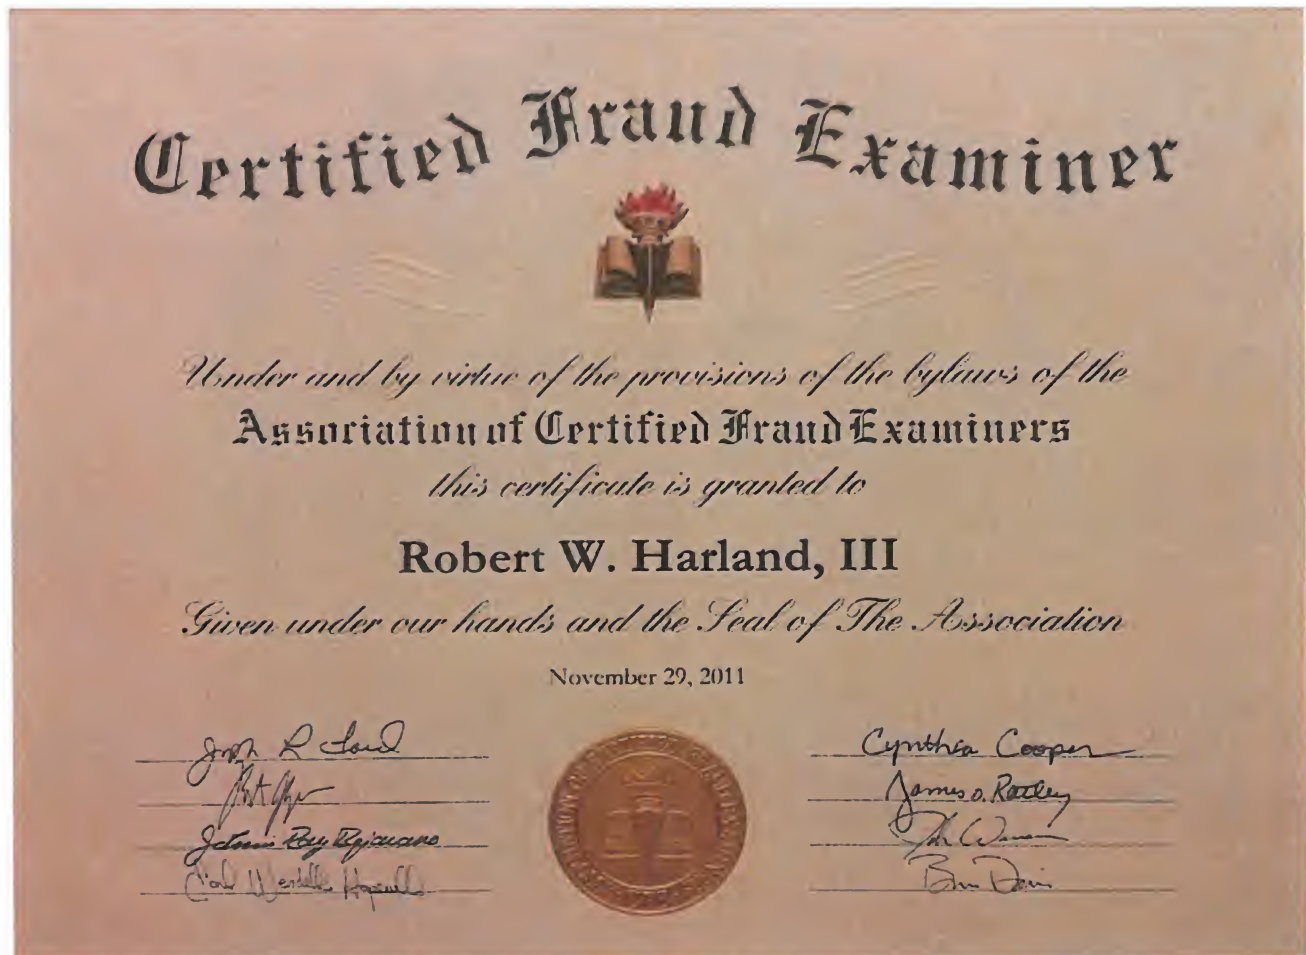 Certified Fraud Examiner
Under and by virtue of the provisions of the bylaws of the
Association of Certified Fraud Examiners
this certificate is granted to
Robert W. Harland, III
Given under our hands and the Seal of The Association
November 29, 2011
Cynthia Cooper
James D. Ratley